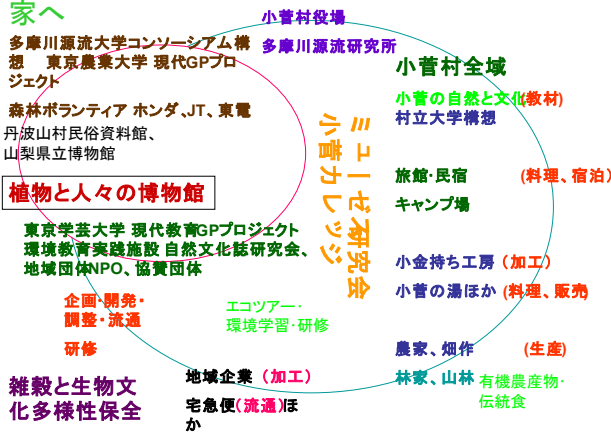 家へ
小菅村役場
多摩川源流大学コンソーシアム構
想　東京農業大学 現代GPプロ
ジェクト
多摩川源流研究所
小菅村全域
森林ボランティア ホンダ、JT、東電
小菅の自然と文化(教材)
村立大学構想
丹波山村民俗資料館、
山梨県立博物館
ミューゼ研究会
小菅カレッジ
植物と人々の博物館
旅館・民宿 (料理、宿泊)
キャンプ場
東京学芸大学 現代教育GPプロジェクト
環境教育実践施設 自然文化誌研究会、
地域団体NPO、協賛団体
小金持ち工房 (加工)
小菅の湯ほか (料理、販売)
企画・開発・
調整・流通
研修
エコツアー・
環境学習・研修
農家、畑作 (生産)
林家、山林
有機農産物・
伝統食
雑穀と生物文
化多様性保全
地域企業 (加工)
宅急便(流通)ほ
か